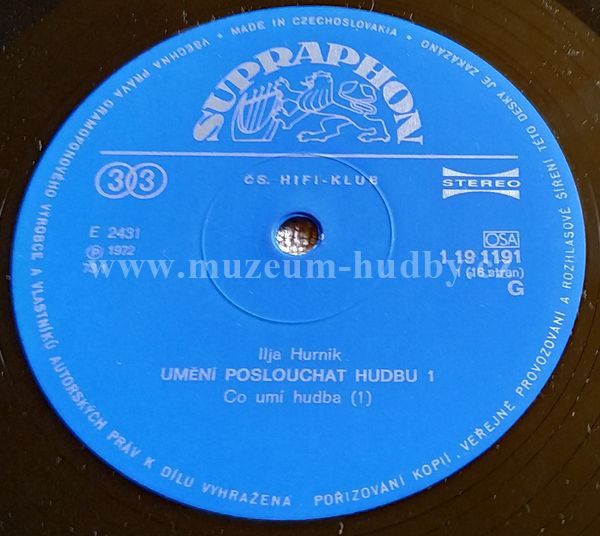 VŠECHNA PRÁVA GRAMOFONOVÉHO VÝROBCE A VLASTNÍKŮ AUTORSKÝCH PRÁV K DÍLU VYHRAŽENA
MADE IN CZECHOSLOVAKIA • ZAKÁZÁNO
POŘIZOVÁNÍ KOPIÍ, VEŘEJNÉ PROVOZOVÁNÍ A ROZHLASOVÉ ŠÍŘENÍ TÉTO DESKY JE
SUPRAPHON
33 ČS. HIFI-KLUB STEREO
E 2431 OSA
Ⓟ 1972 1 19 1191
www.muzeum-hudby
(16 stran)
G
Ilja Hurník
UMĚNÍ POSLOUCHAT HUDBU 1
Co umí hudba (1)